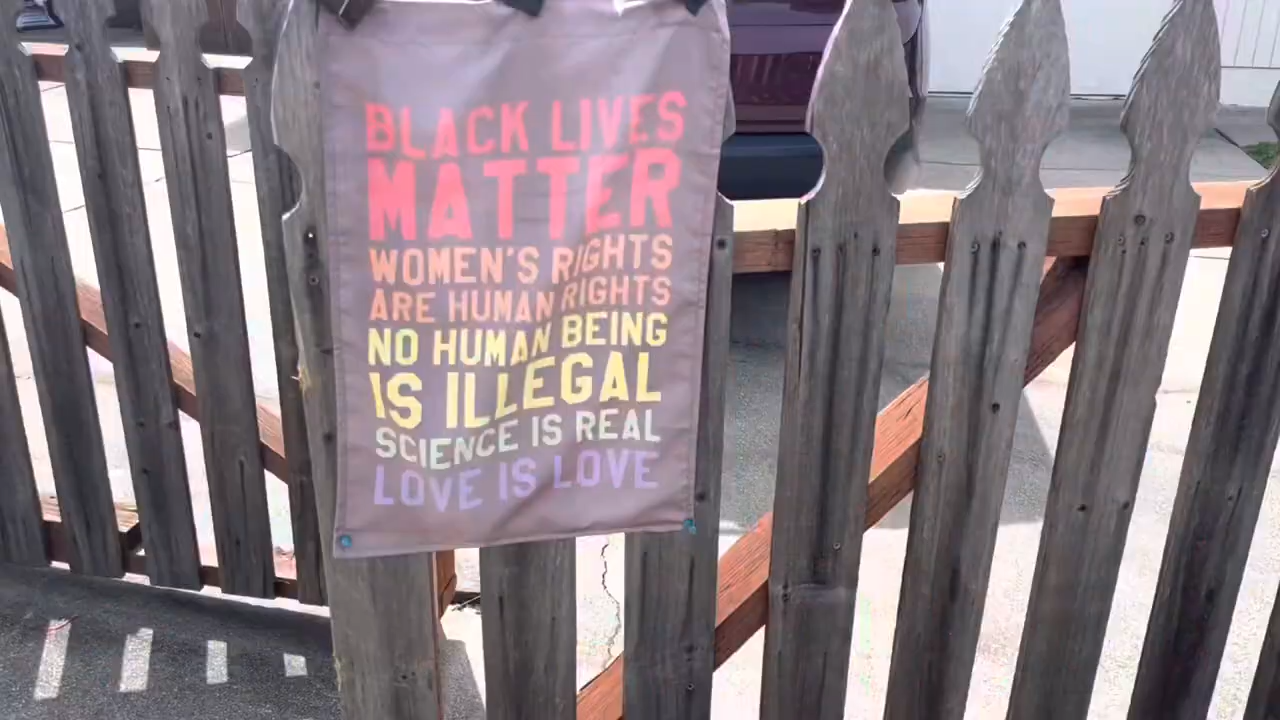 BLACK LIVES
MATTER
WOMEN'S RIGHTS
ARE HUMAN RIGHTS
NO HUMAN BEING
IS ILLEGAL
SCIENCE IS REAL
LOVE IS LOVE